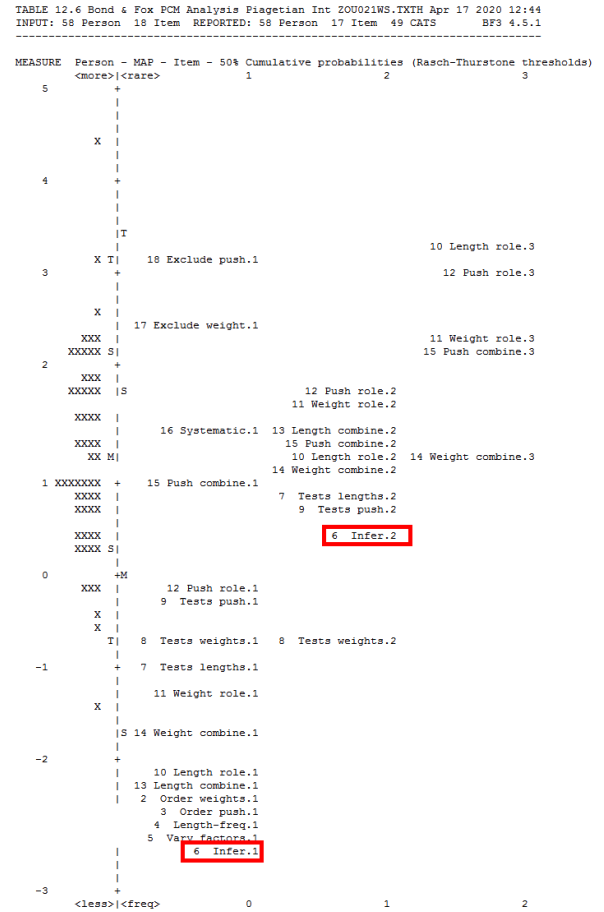 TABLE 12.6 Bond & Fox PCM Analysis Piagetian Int ZOU021WS.TXTH Apr 17 2020 12:44
INPUT: 58 Person  18 Item  REPORTED: 58 Person  17 Item  49 CATS      BF3 4.5.1
--------------------------------------------------------------------------------
MEASURE  Person - MAP - Item - 50% Cumulative probabilities (Rasch-Thurstone thresholds)
<more>|<rare>            1                    2                    3
5          +
|
|
|
|
X  |
|
|
4          +
|
|
|
|T
|                                                10 Length role.3
X T|    18 Exclude push.1
3          +                                                  12 Push role.3
|
|
X  |
|  17 Exclude weight.1
XXX  |                                                11 Weight role.3
XXXXX S|                                               15 Push combine.3
2          +
XXX  |
XXXXX  |S                            12 Push role.2
|                           11 Weight role.2
XXXX  |
|      16 Systematic.1  13 Length combine.2
XXXX  |                          15 Push combine.2
XX M|                           10 Length role.2  14 Weight combine.3
|                        14 Weight combine.2
1 XXXXXXX  +    15 Push combine.1
XXXX  |                         7  Tests lengths.2
XXXX  |                            9  Tests push.2
|
XXXX  |                                 6  Infer.2
XXXX S|
|
0          +M
XXX  |       12 Push role.1
|      9  Tests push.1
X  |
X  |
T|   8  Tests weights.1   8  Tests weights.2
|
-1          +   7  Tests lengths.1
|
|     11 Weight role.1
X  |
|
|S 14 Weight combine.1
|
-2          +
|     10 Length role.1
|  13 Length combine.1
|   2  Order weights.1
3  Order push.1
4  Length-freq.1
5  Vary factors.1
|           6  Infer.1
|
|
-3          +
<less>|<freq>            0                    1                    2